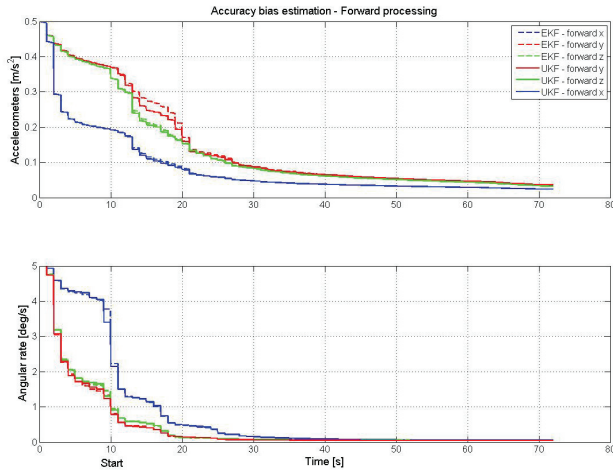 Accuracy bias estimation - Forward processing
Accelerometers [m/s²]
0.5
0.4
0.3
0.2
0.1
0
0 10 20 30 40 50 60 70 80
EKF - forward x
EKF - forward y
EKF - forward z
UKF - forward y
UKF - forward z
UKF - forward x
Angular rate [deg/s]
5
4
3
2
1
0
0 10 20 30 40 50 60 70 80
Start
Time [s]